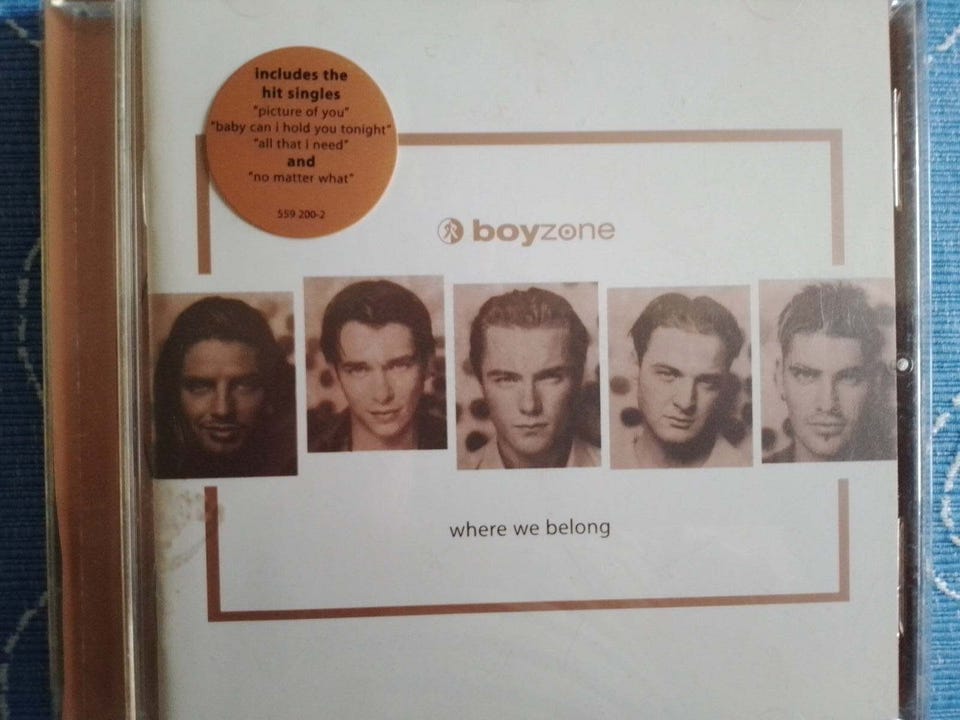 includes the
hit singles
"picture of you"
"baby can i hold you tonight"
"all that i need"
and
"no matter what"
559 200-2
boyzone
where we belong